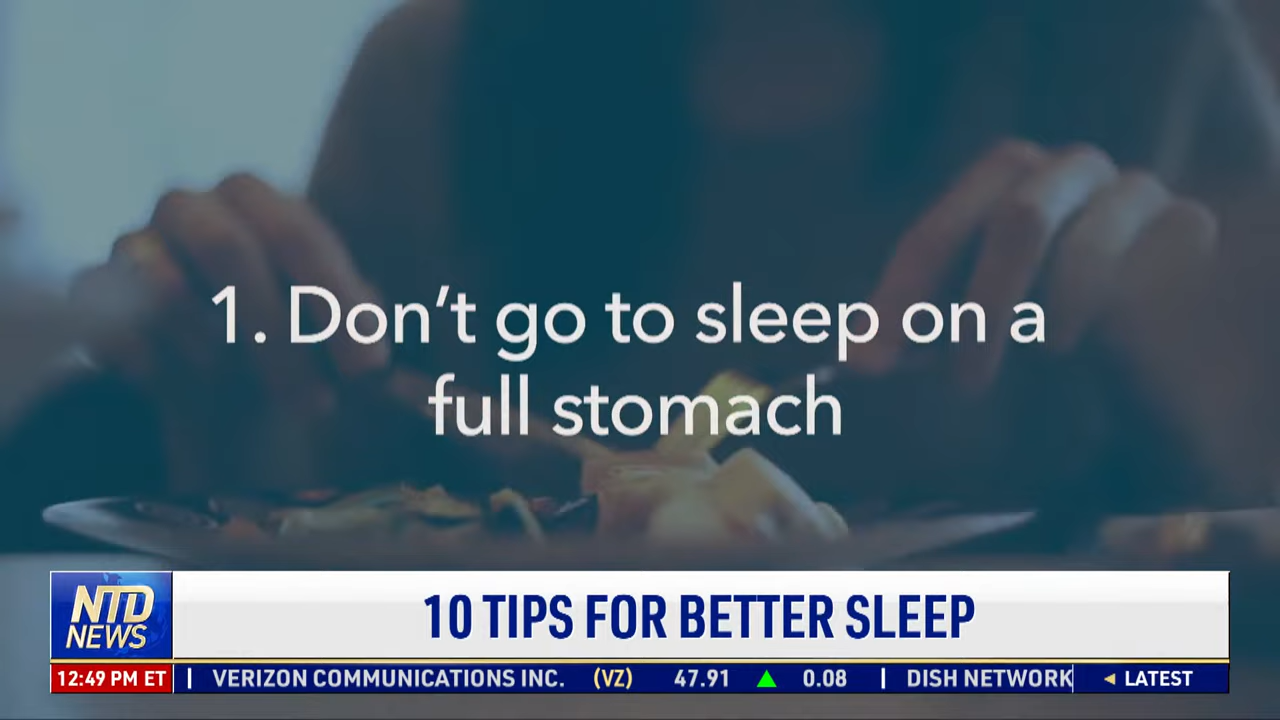 1. Don't go to sleep on a
full stomach
NTD
NEWS
10 TIPS FOR BETTER SLEEP
12:49 PM ET | VERIZON COMMUNICATIONS INC. (VZ) 47.91 ▲ 0.08 | DISH NETWORK ◄ LATEST